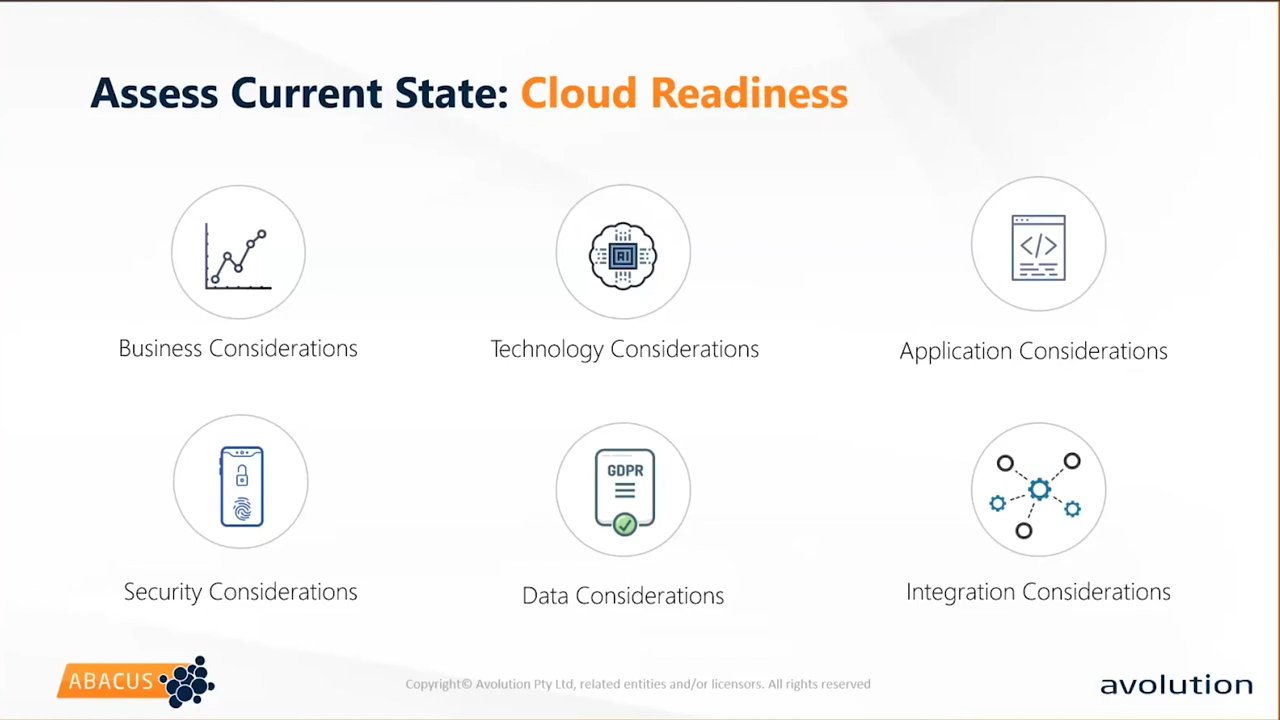 Assess Current State: Cloud Readiness
AI
</>
Business Considerations
Technology Considerations
Application Considerations
GDPR
Security Considerations
Data Considerations
Integration Considerations
ABACUS
Copyright© Avolution Pty Ltd, related entities and/or licensors. All rights reserved
avolution